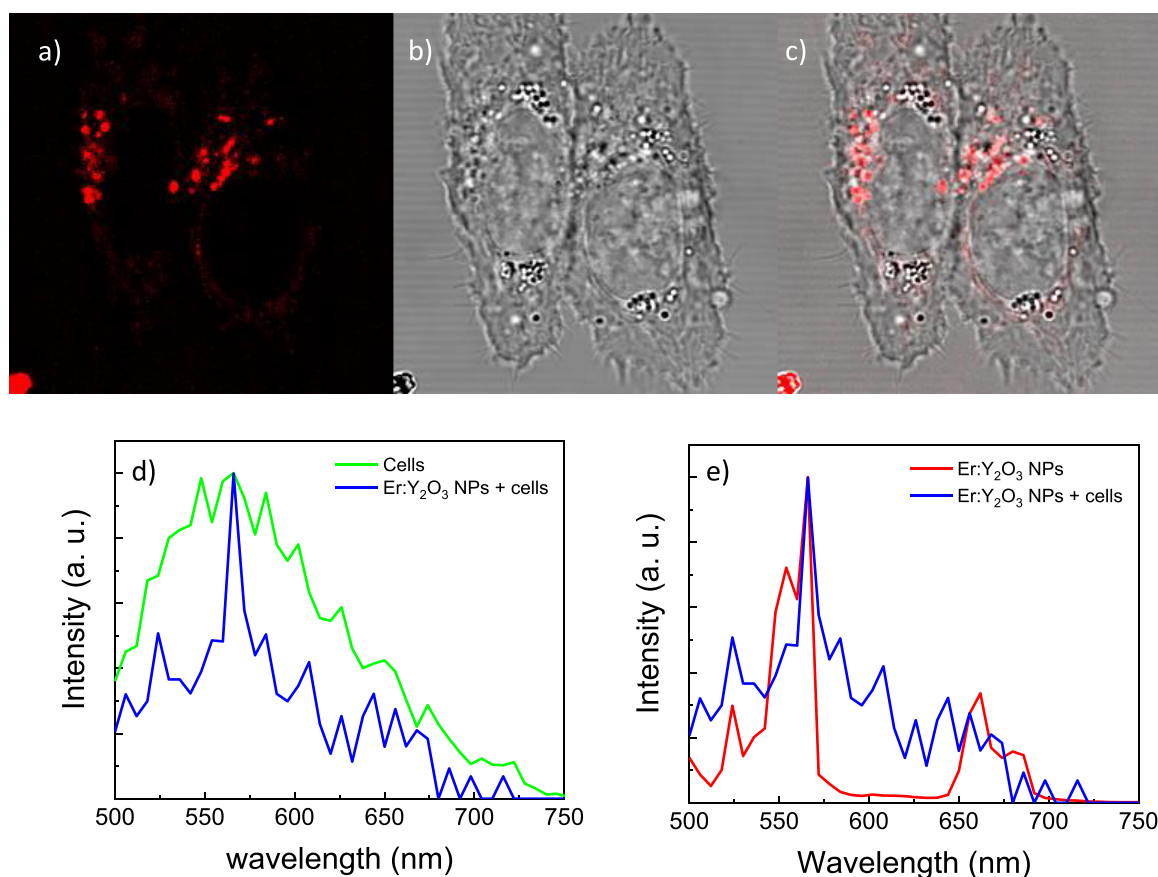 a)
b)
c)
d)
Cells
Er:Y₂O₃ NPs + cells
Intensity (a. u.)
500 550 600 650 700 750
wavelength (nm)
e)
Er:Y₂O₃ NPs
Er:Y₂O₃ NPs + cells
Intensity (a. u.)
500 550 600 650 700 750
Wavelength (nm)